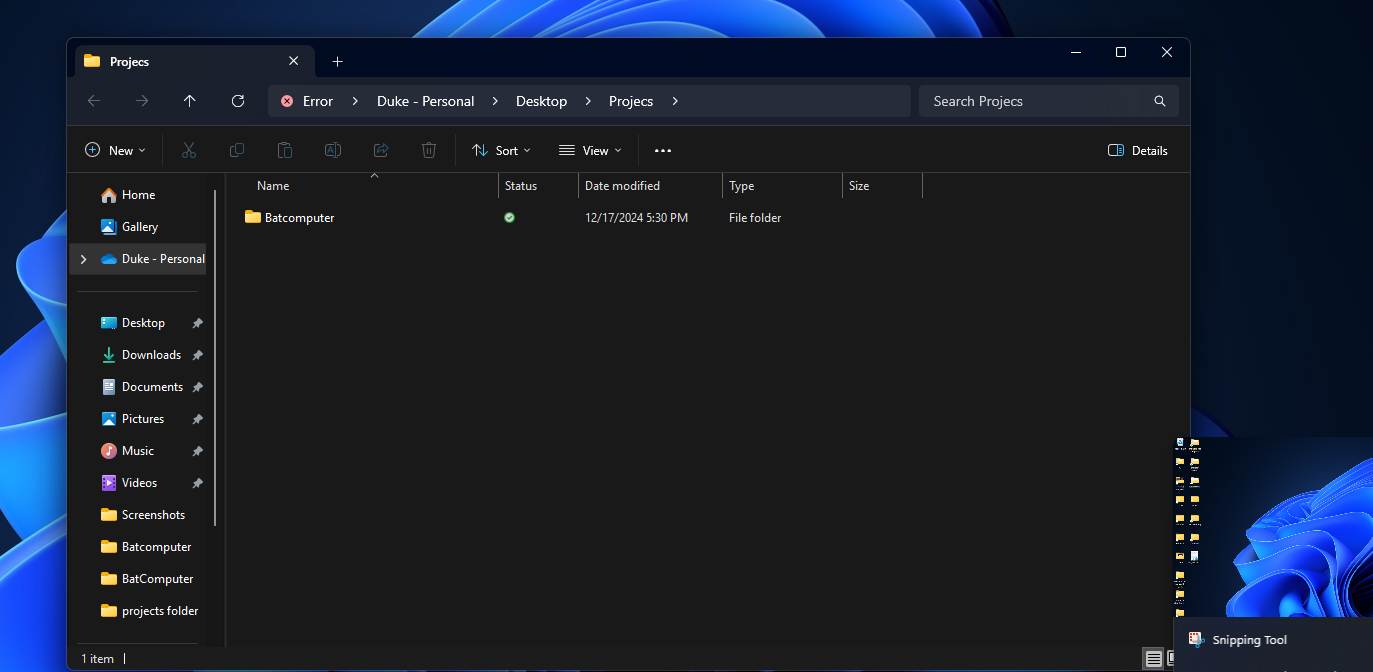 Projecs
Error > Duke - Personal > Desktop > Projecs >
Search Projecs
New
Sort
View
Details
Name Status Date modified Type Size
Batcomputer 12/17/2024 5:30 PM File folder
Home
Gallery
Duke - Personal
Desktop
Downloads
Documents
Pictures
Music
Videos
Screenshots
Batcomputer
BatComputer
projects folder
1 item
Snipping Tool